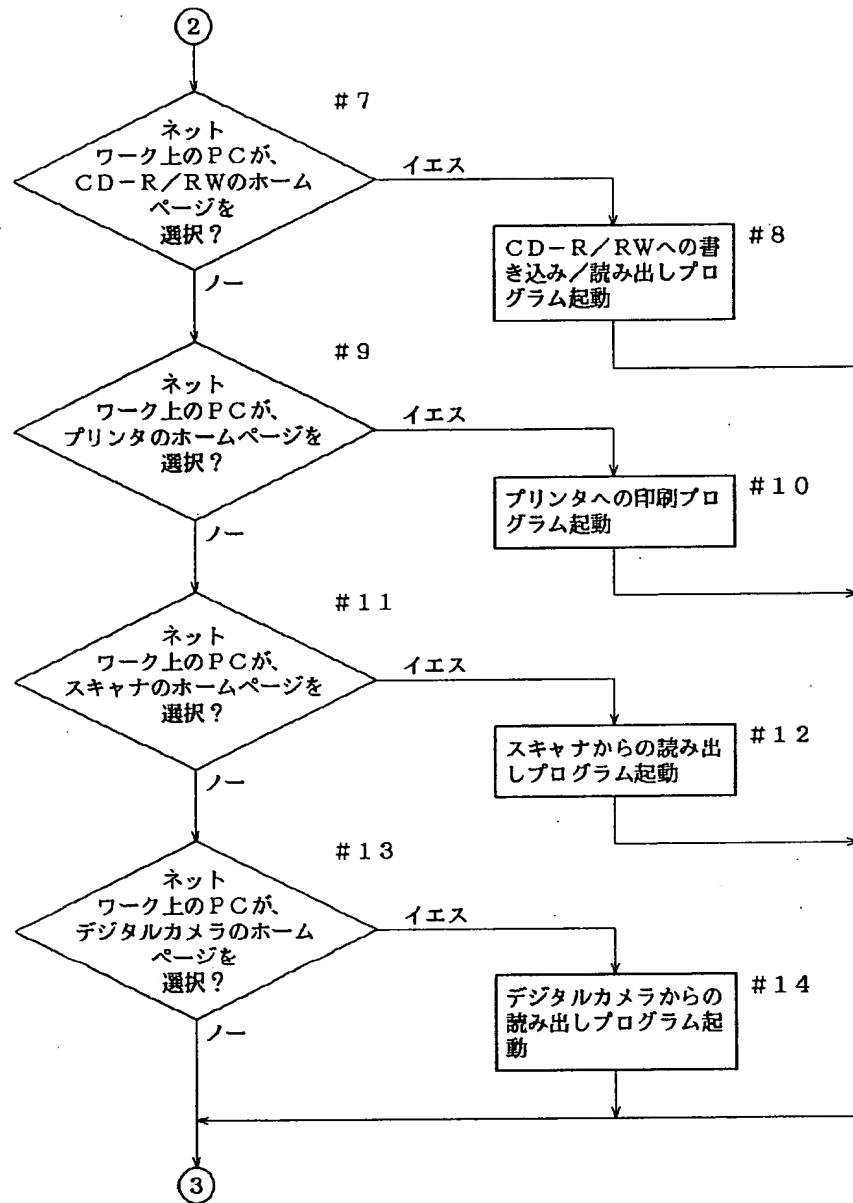 2
#7
ネット
ワーク上のPCが、
CD-R/RWのホーム
ページを
選択?
イエス
ノー
#8
CD-R/RWへの書
き込み/読み出しプロ
グラム起動
#9
ネット
ワーク上のPCが、
プリンタのホームページを
選択?
イエス
ノー
#10
プリンタへの印刷プロ
グラム起動
#11
ネット
ワーク上のPCが、
スキャナのホームページを
選択?
イエス
ノー
#12
スキャナからの読み出
しプログラム起動
#13
ネット
ワーク上のPCが、
デジタルカメラのホーム
ページを
選択?
イエス
ノー
#14
デジタルカメラからの
読み出しプログラム起
動
3